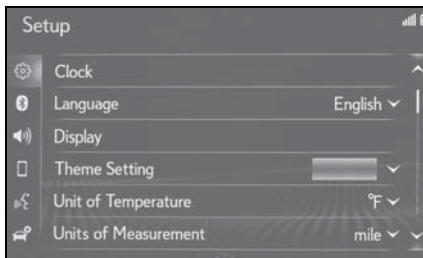 Setup
Clock
Language English
Display
Theme Setting
Unit of Temperature °F
Units of Measurement mile